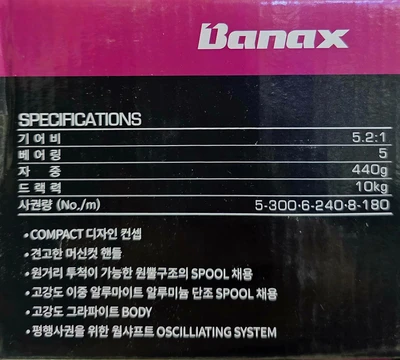 Banax
SPECIFICATIONS
기 어 비 5.2:1
베 어 링 5
자 중 440g
드 랙 력 10kg
사권량 (No./m) 5-300·6-240·8-180
•COMPACT 디자인 컨셉
•견고한 머신컷 핸들
•원거리 투척이 가능한 원뿔구조의 SPOOL 채용
•고강도 이중 알루마이트 알루미늄 단조 SPOOL 채용
•고강도 그라파이트 BODY
•평행사권을 위한 웜샤프트 OSCILLIATING SYSTEM